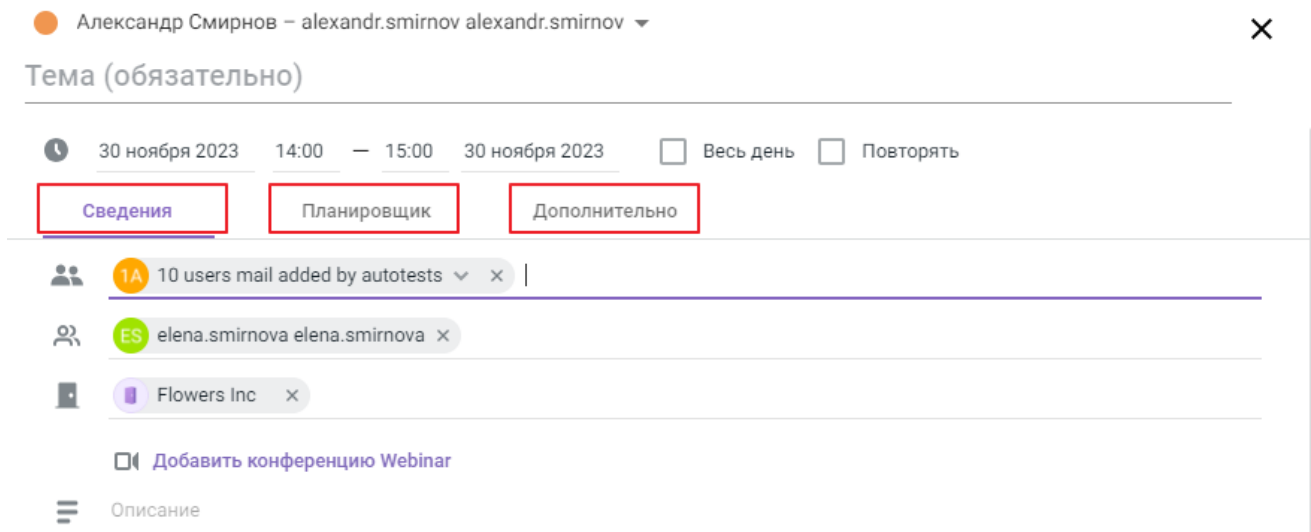 Александр Смирнов – alexandr.smirnov alexandr.smirnov
Тема (обязательно)
30 ноября 2023 14:00 — 15:00 30 ноября 2023 Весь день Повторять
Сведения Планировщик Дополнительно
1A 10 users mail added by autotests
ES elena.smirnova elena.smirnova
Flowers Inc
Добавить конференцию Webinar
Описание